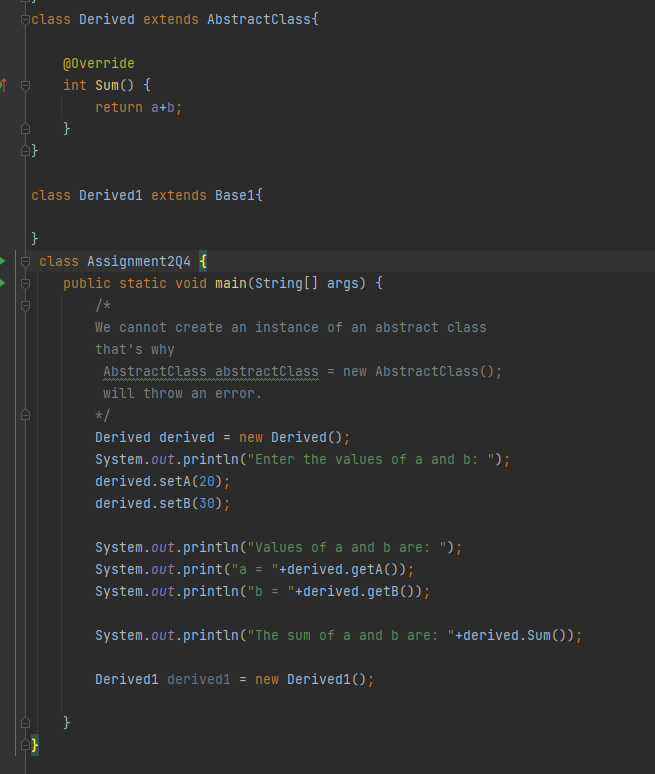 }
class Derived extends AbstractClass{
@Override
int Sum() {
return a+b;
}
}
class Derived1 extends Base1{
}
class Assignment2Q4 {
public static void main(String[] args) {
/*
We cannot create an instance of an abstract class
that's why
AbstractClass abstractClass = new AbstractClass();
will throw an error.
*/
Derived derived = new Derived();
System.out.println("Enter the values of a and b: ");
derived.setA(20);
derived.setB(30);
System.out.println("Values of a and b are: ");
System.out.print("a = "+derived.getA());
System.out.println("b = "+derived.getB());
System.out.println("The sum of a and b are: "+derived.Sum());
Derived1 derived1 = new Derived1();
}
}